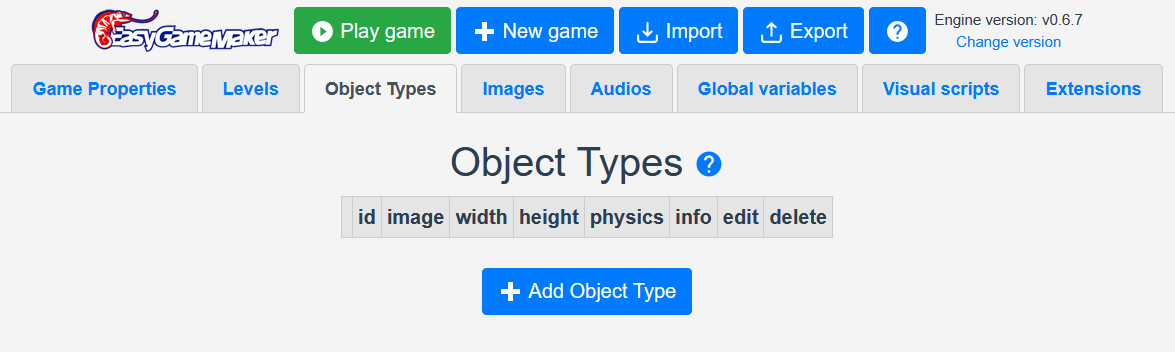 EasyGameMaker
Play game
New game
Import
Export
?
Engine version: v0.6.7
Change version
Game Properties
Levels
Object Types
Images
Audios
Global variables
Visual scripts
Extensions
Object Types ?
id image width height physics info edit delete
Add Object Type